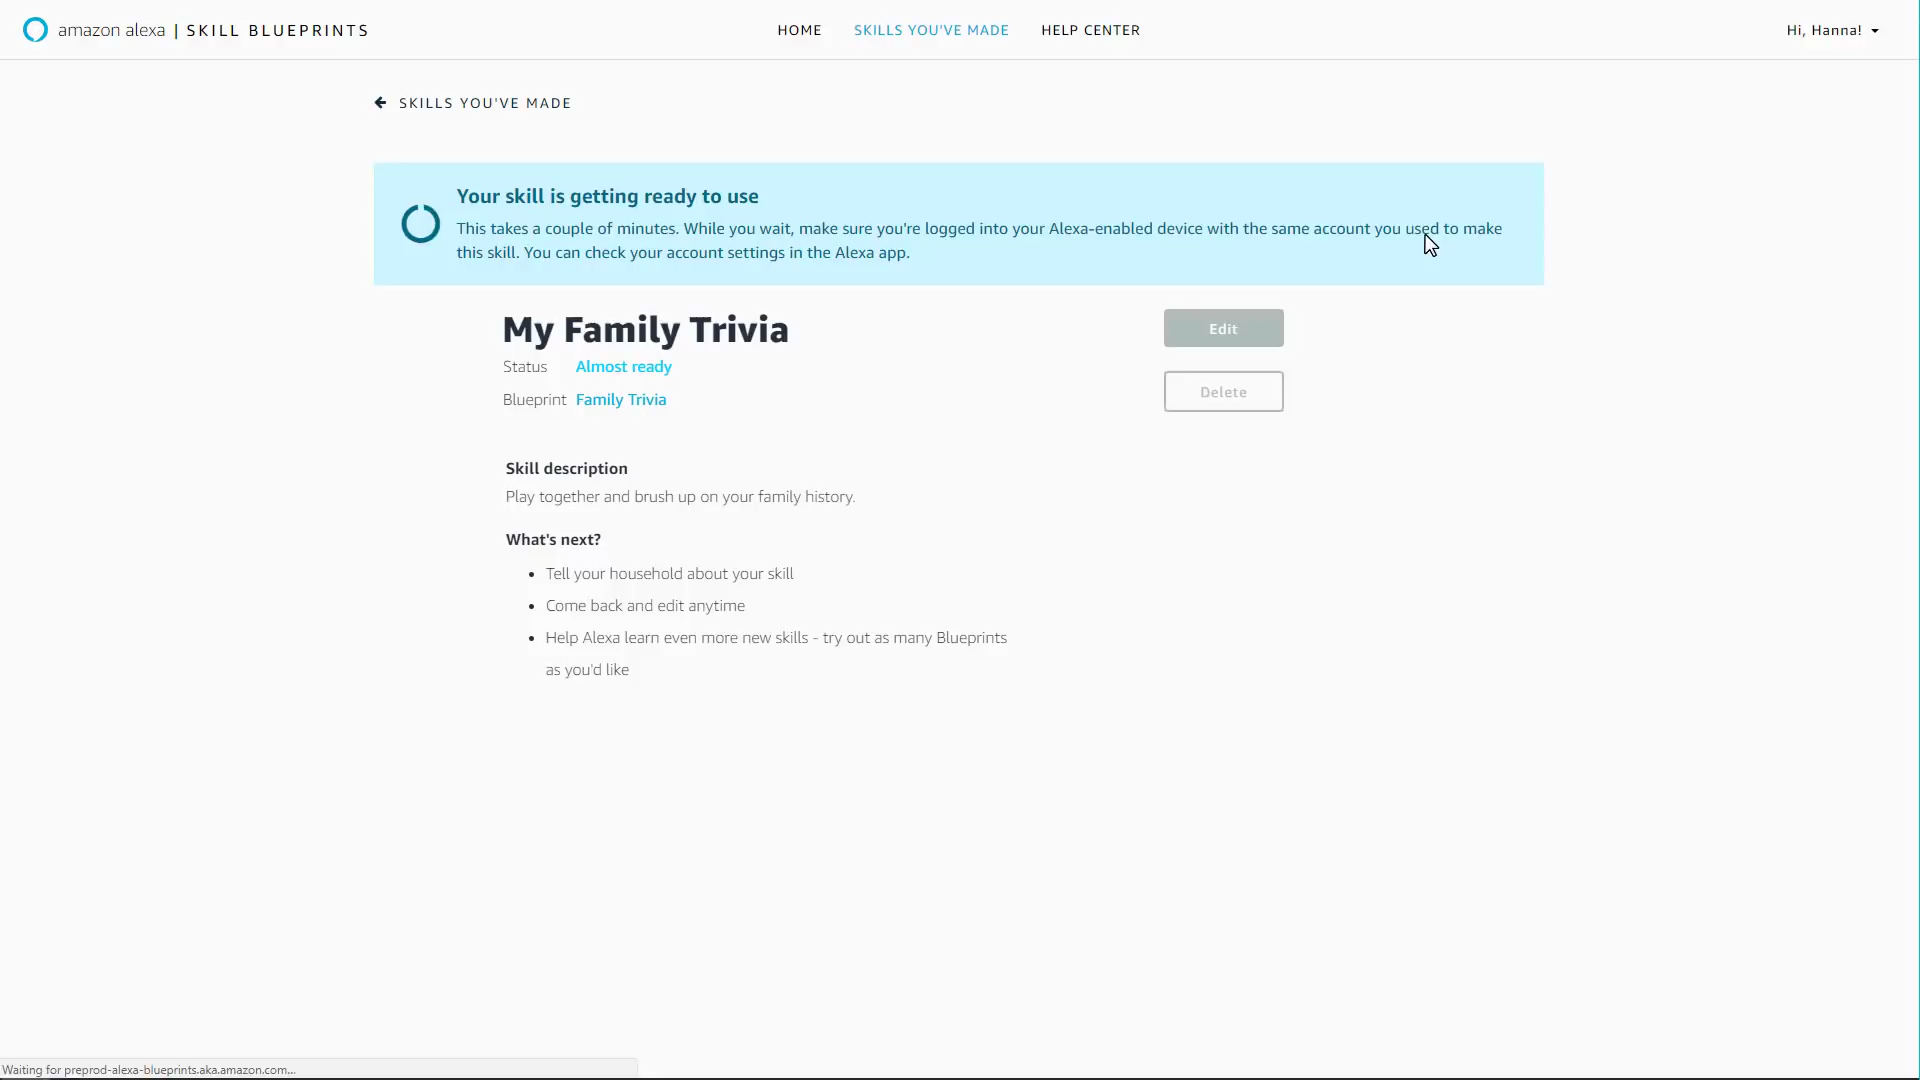 amazon alexa | SKILL BLUEPRINTS
HOME
SKILLS YOU'VE MADE
HELP CENTER
Hi, Hanna!
SKILLS YOU'VE MADE
Your skill is getting ready to use
This takes a couple of minutes. While you wait, make sure you're logged into your Alexa-enabled device with the same account you used to make
this skill. You can check your account settings in the Alexa app.
My Family Trivia
Edit
Status Almost ready
Delete
Blueprint Family Trivia
Skill description
Play together and brush up on your family history.
What's next?
• Tell your household about your skill
• Come back and edit anytime
• Help Alexa learn even more new skills - try out as many Blueprints
as you'd like
Waiting for preprod-alexa-blueprints.aka.amazon.com...